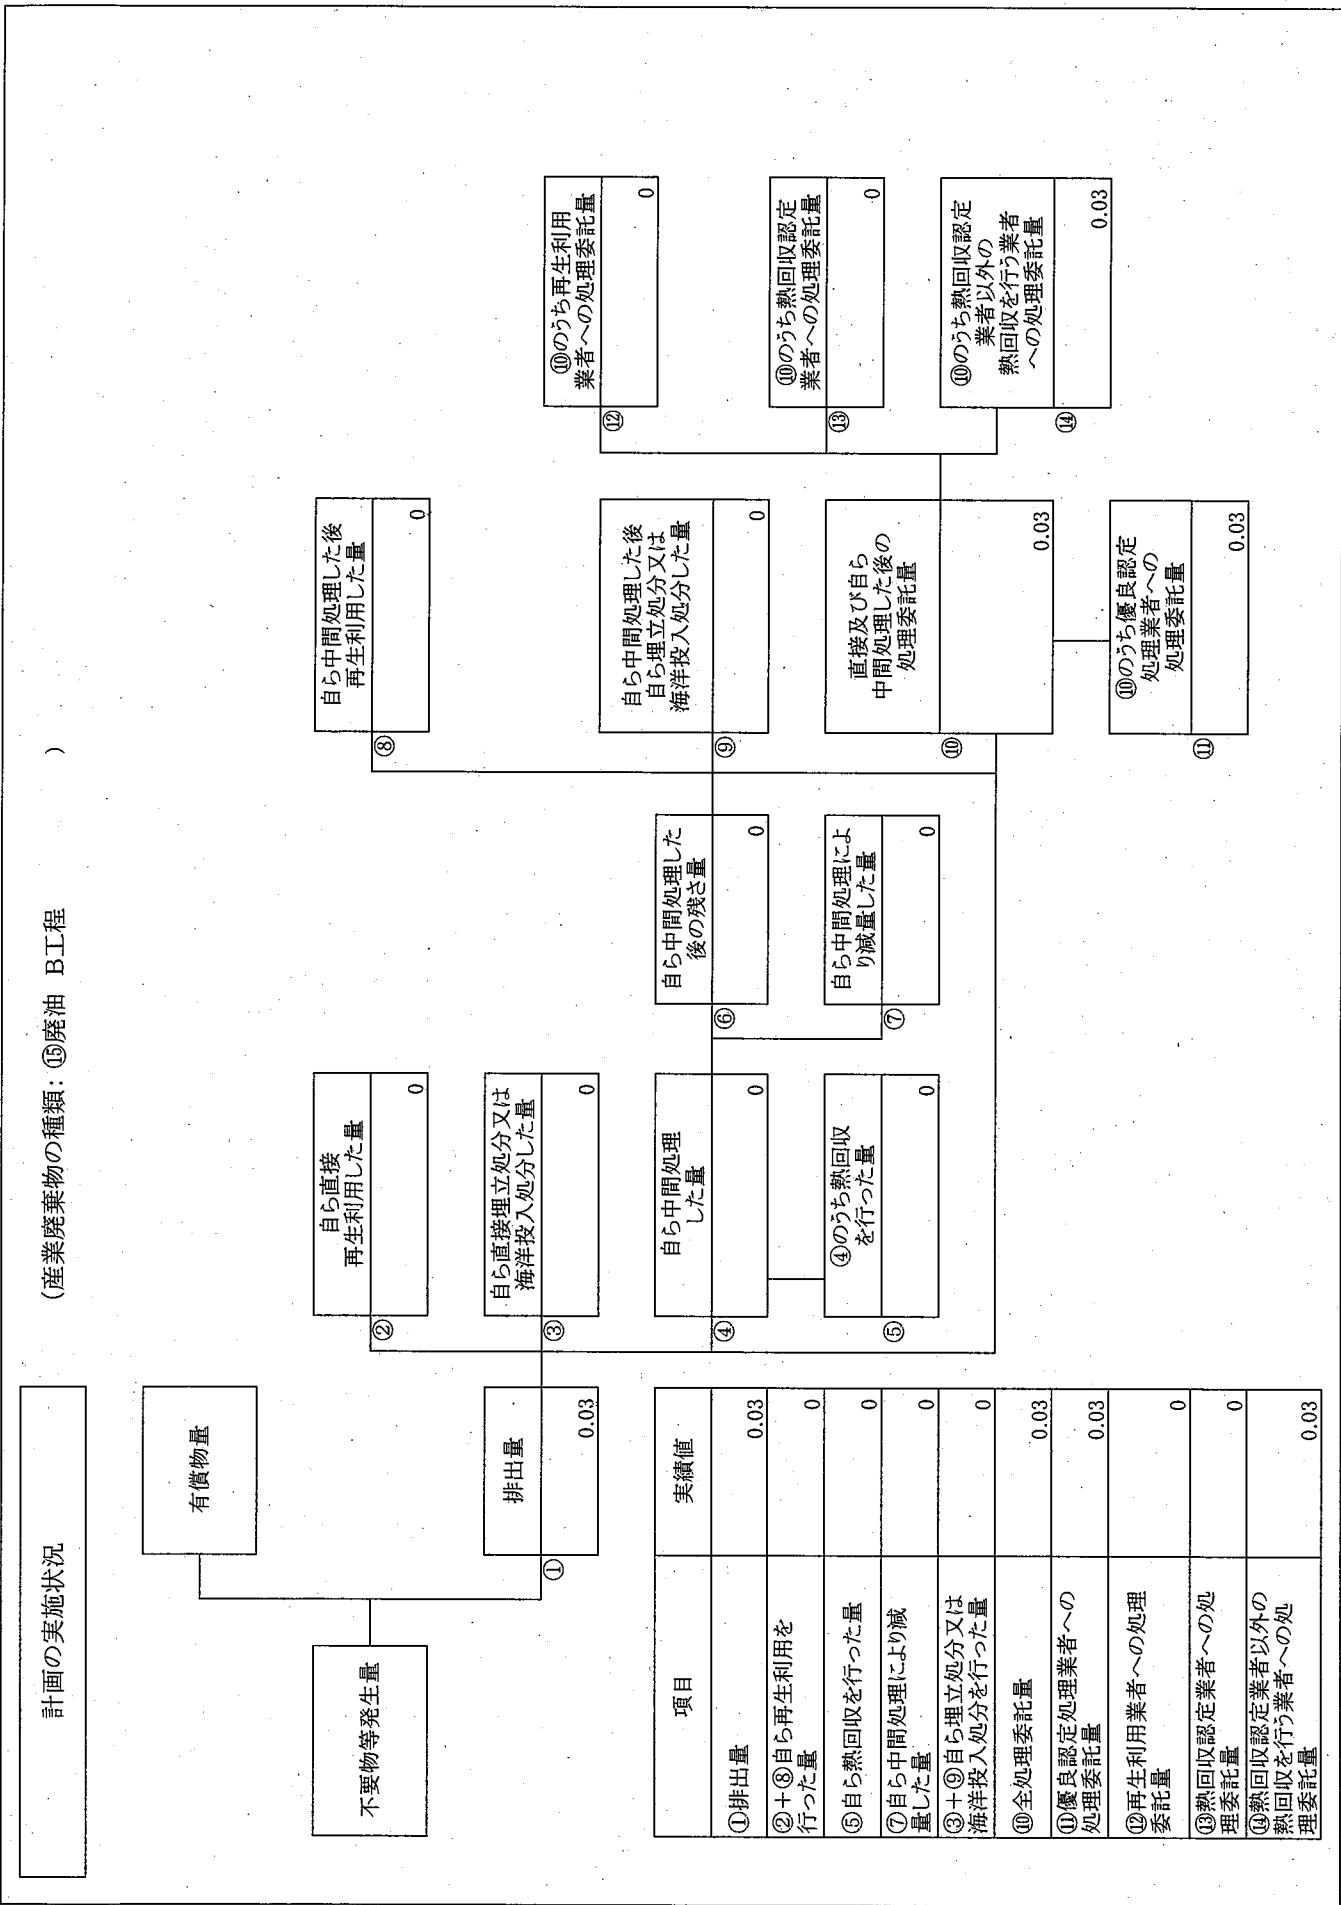 計画の実施状況
(産業廃棄物の種類: ⑮廃油 B工程 )
不要物等発生量
有償物量
①
排出量
0.03
②
自ら直接
再生利用した量
0
③
自ら直接埋立処分又は
海洋投入処分した量
0
④
自ら中間処理
した量
0
⑤
④のうち熱回収
を行った量
0
⑥
自ら中間処理した
後の残さ量
0
⑦
自ら中間処理によ
り減量した量
0
⑧
自ら中間処理した後
再生利用した量
0
⑨
自ら中間処理した後
自ら埋立処分又は
海洋投入処分した量
0
⑩
直接及び自ら
中間処理した後の
処理委託量
0.03
⑪
⑩のうち優良認定
処理業者への
処理委託量
0.03
⑫
⑩のうち再生利用
業者への処理委託量
0
⑬
⑩のうち熱回収認定
業者への処理委託量
0
⑭
⑩のうち熱回収認定
業者以外の
熱回収を行う業者
への処理委託量
0.03
項目 実績値
①排出量 0.03
②+⑧自ら再生利用を
行った量 0
⑤自ら熱回収を行った量 0
⑦自ら中間処理により減
量した量 0
③+⑨自ら埋立処分又は
海洋投入処分を行った量 0
⑩全処理委託量 0.03
⑪優良認定処理業者への
処理委託量 0.03
⑫再生利用業者への処理
委託量 0
⑬熱回収認定業者への処
理委託量 0
⑭熱回収認定業者以外の
熱回収を行う業者への処
理委託量 0.03